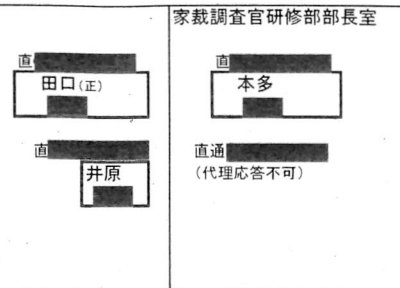 家裁調査官研修部部長室
直
田口(正)
直
井原
直
本多
直通
(代理応答不可)